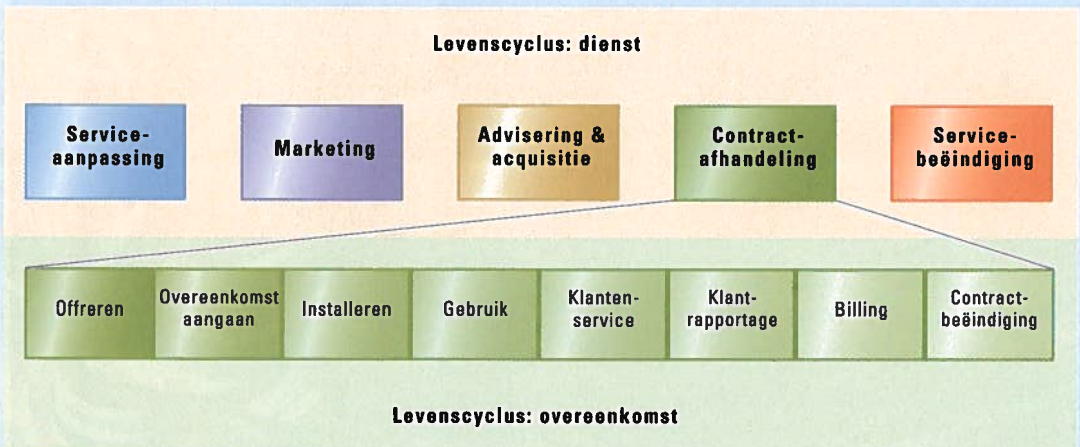 Levenscyclus: dienst
Service-
aanpassing
Marketing
Advisering &
acquisitie
Contract-
afhandeling
Service-
beëindiging
Offreren
Overeenkomst
aangaan
Installeren
Gebruik
Klanten-
service
Klant-
rapportage
Billing
Contract-
beëindiging
Levenscyclus: overeenkomst